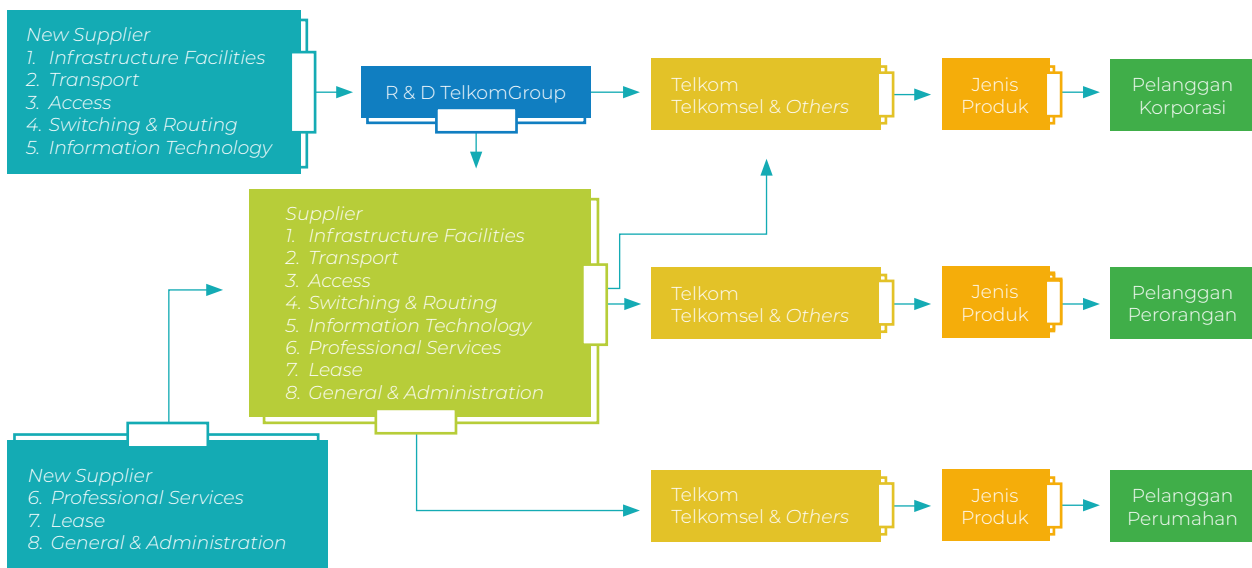 New Supplier
1. Infrastructure Facilities
2. Transport
3. Access
4. Switching & Routing
5. Information Technology
R & D TelkomGroup
Telkom
Telkomsel & Others
Jenis
Produk
Pelanggan
Korporasi
Supplier
1. Infrastructure Facilities
2. Transport
3. Access
4. Switching & Routing
5. Information Technology
6. Professional Services
7. Lease
8. General & Administration
Telkom
Telkomsel & Others
Jenis
Produk
Pelanggan
Perorangan
New Supplier
6. Professional Services
7. Lease
8. General & Administration
Telkom
Telkomsel & Others
Jenis
Produk
Pelanggan
Perumahan